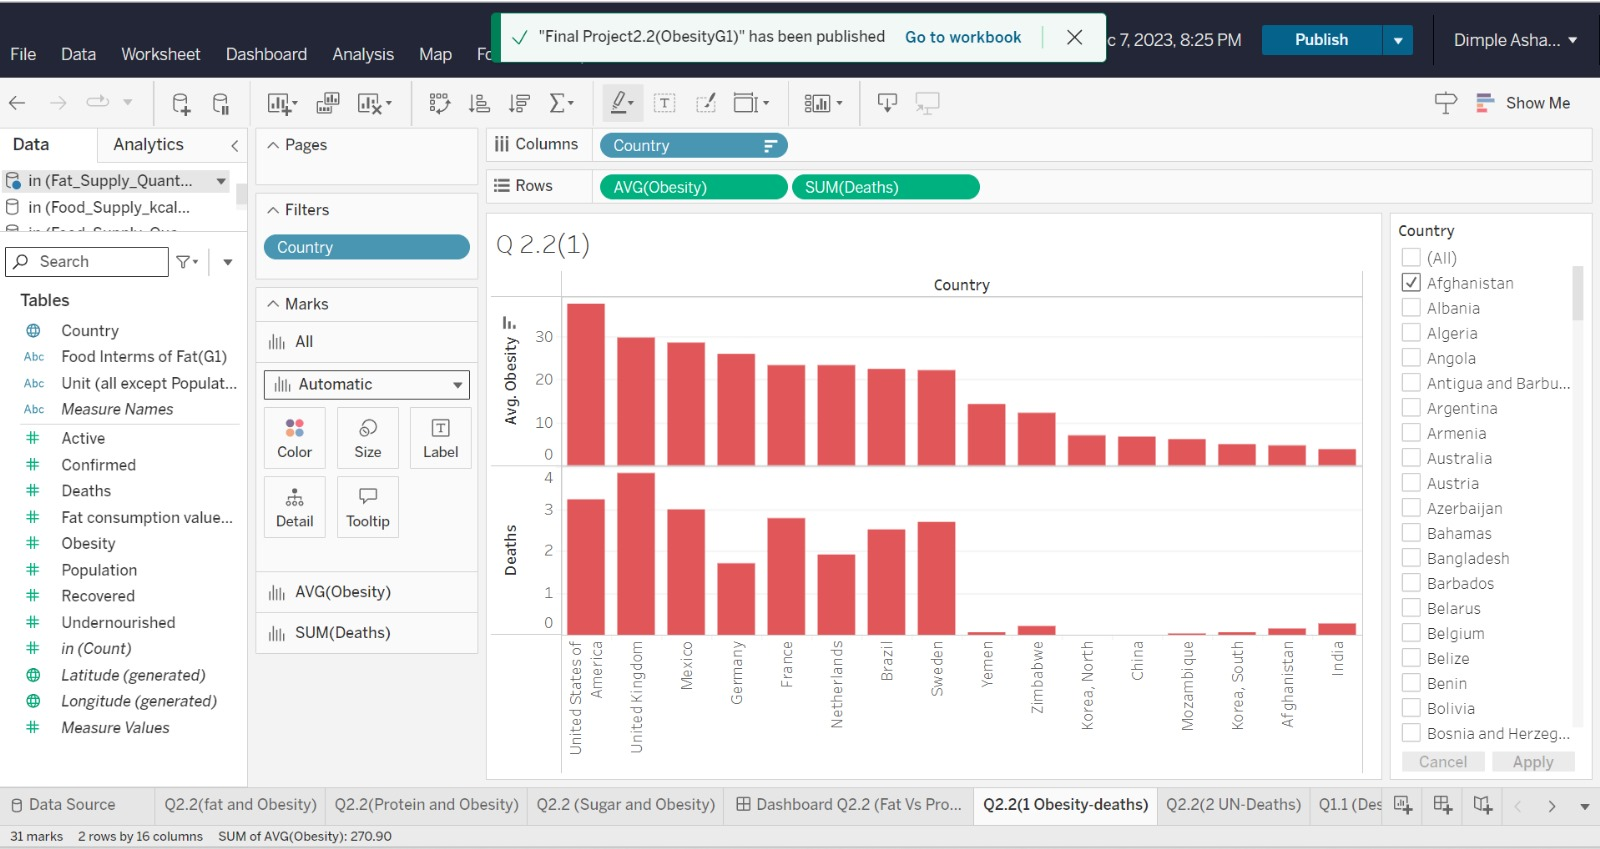 "Final Project2.2(ObesityG1)" has been published Go to workbook
c 7, 2023, 8:25 PM
Publish
Dimple Asha...
File Data Worksheet Dashboard Analysis Map
Show Me
Data Analytics
in (Fat_Supply_Quant...
in (Food_Supply_kcal...
Search
Tables
Country
Abc Food Interms of Fat(G1)
Abc Unit (all except Populat...
Abc Measure Names
Active
Confirmed
Deaths
Fat consumption value...
Obesity
Population
Recovered
Undernourished
in (Count)
Latitude (generated)
Longitude (generated)
Measure Values
Pages
Filters
Country
Marks
All
Automatic
Color Size Label
Detail Tooltip
AVG(Obesity)
SUM(Deaths)
Columns Country
Rows AVG(Obesity) SUM(Deaths)
Q 2.2(1)
Country
Avg. Obesity
30
20
10
0
Deaths
4
3
2
1
0
United States of
America
United Kingdom
Mexico
Germany
France
Netherlands
Brazil
Sweden
Yemen
Zimbabwe
Korea, North
China
Mozambique
Korea, South
Afghanistan
India
Country
(All)
Afghanistan
Albania
Algeria
Angola
Antigua and Barbu...
Argentina
Armenia
Australia
Austria
Azerbaijan
Bahamas
Bangladesh
Barbados
Belarus
Belgium
Belize
Benin
Bolivia
Bosnia and Herzeg...
Cancel Apply
Data Source Q2.2(fat and Obesity) Q2.2(Protein and Obesity) Q2.2 (Sugar and Obesity) Dashboard Q2.2 (Fat Vs Pro... Q2.2(1 Obesity-deaths) Q2.2(2 UN-Deaths) Q1.1 (Des
31 marks 2 rows by 16 columns SUM of AVG(Obesity): 270.90